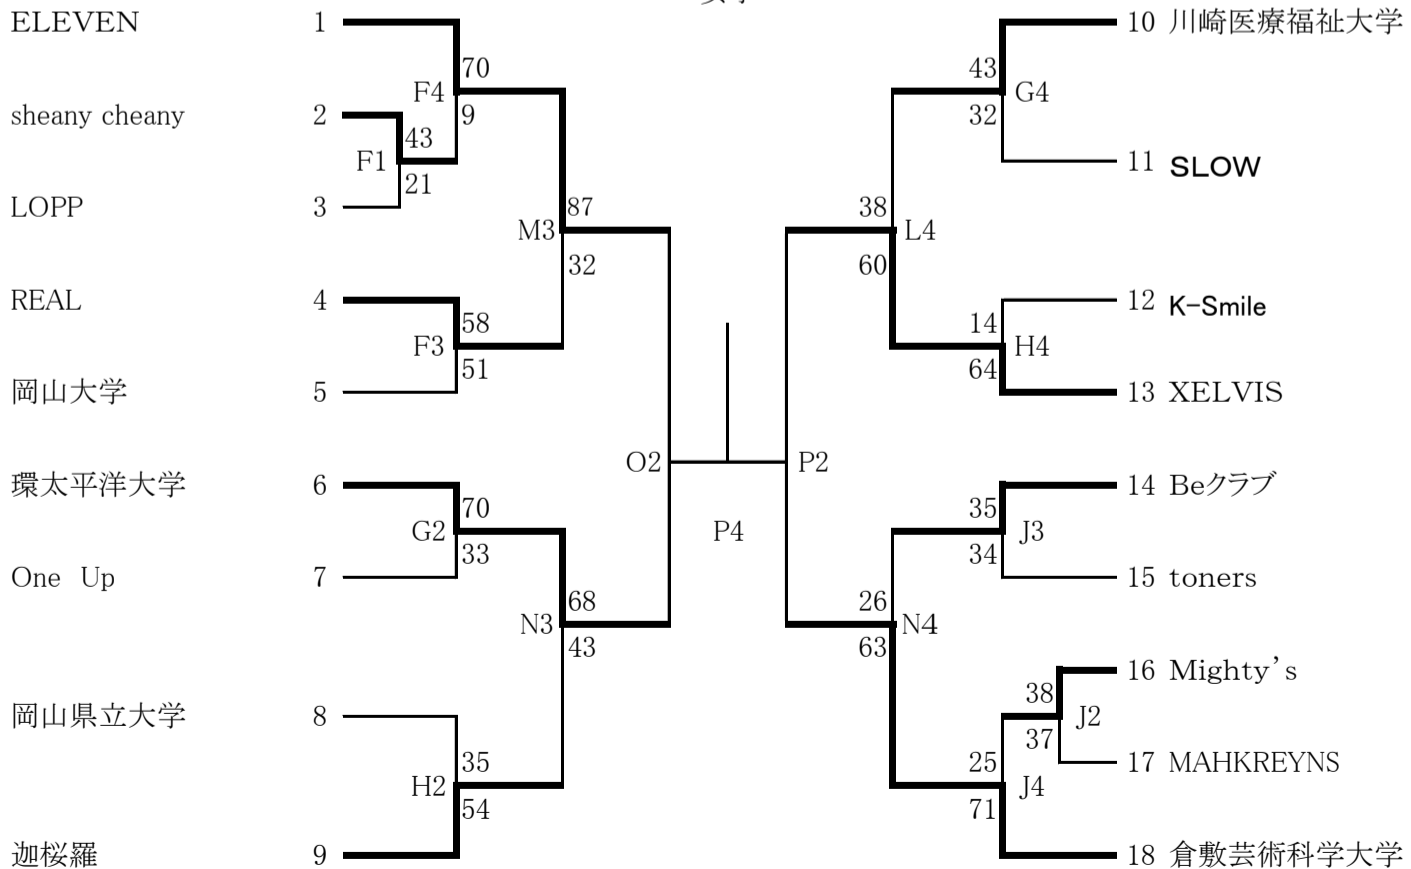 ELEVEN 1
70
F4
9
sheany cheany 2
43
F1
21
LOPP 3
87
M3
32
REAL 4
58
F3
51
岡山大学 5
O2
環太平洋大学 6
70
G2
33
One Up 7
68
N3
43
岡山県立大学 8
35
H2
54
迦桜羅 9
P4
10 川崎医療福祉大学
43
G4
32
11 SLOW
38
L4
60
12 K-Smile
14
H4
64
13 XELVIS
P2
14 Beクラブ
35
J3
34
15 toners
26
N4
63
16 Mighty's
38
J2
37
17 MAHKREYNS
25
J4
71
18 倉敷芸術科学大学